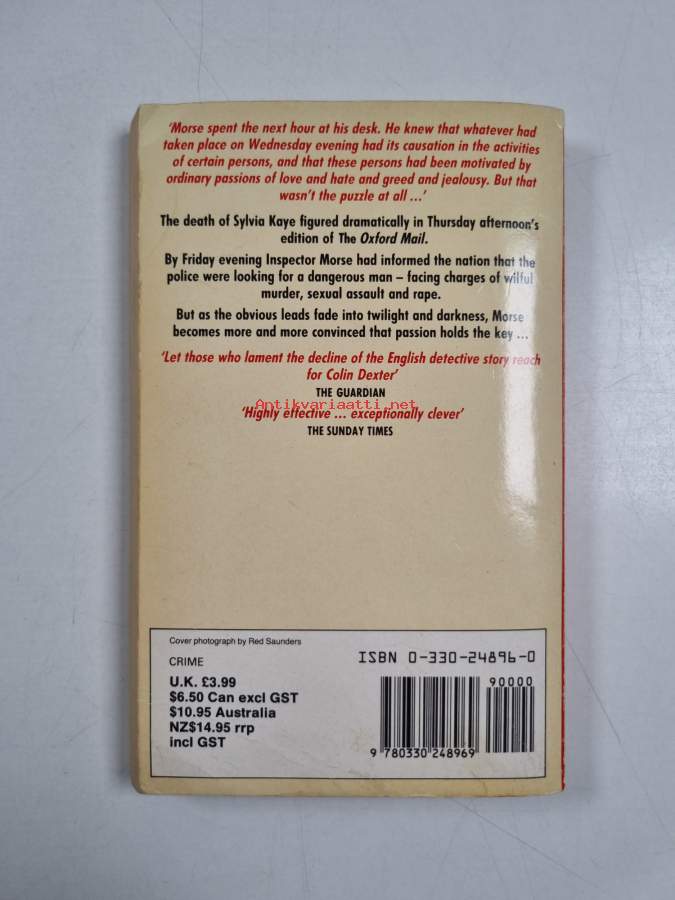 'Morse spent the next hour at his desk. He knew that whatever had
taken place on Wednesday evening had its causation in the activities
of certain persons, and that these persons had been motivated by
ordinary passions of love and hate and greed and jealousy. But that
wasn't the puzzle at all ...'
The death of Sylvia Kaye figured dramatically in Thursday afternoon's
edition of The Oxford Mail.
By Friday evening Inspector Morse had informed the nation that the
police were looking for a dangerous man – facing charges of wilful
murder, sexual assault and rape.
But as the obvious leads fade into twilight and darkness, Morse
becomes more and more convinced that passion holds the key ...
'Let those who lament the decline of the English detective story reach
for Colin Dexter'
THE GUARDIAN
Antikvariaatti.net
'Highly effective ... exceptionally clever'
THE SUNDAY TIMES
Cover photograph by Red Saunders
CRIME
U.K. £3.99
$6.50 Can excl GST
$10.95 Australia
NZ$14.95 rrp
incl GST
ISBN 0-330-24896-0
90000
9 780330 248969